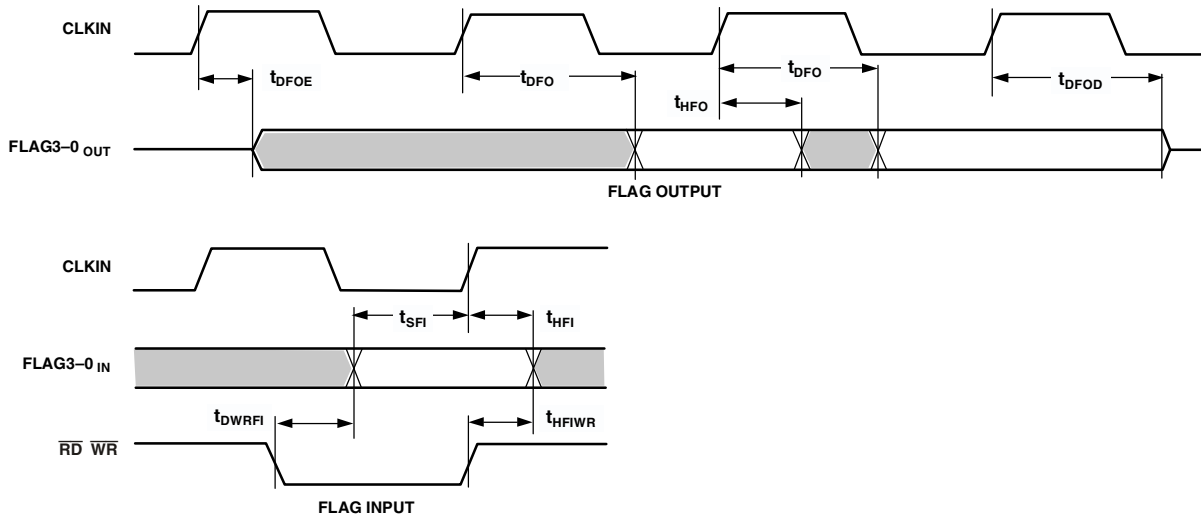 CLKIN
tDFOE
tDFO
tDFO
tHFO
tDFOD
FLAG3–0 OUT
FLAG OUTPUT
CLKIN
tSFI
tHFI
FLAG3–0 IN
tDWRFI
tHFIWR
RD WR
FLAG INPUT